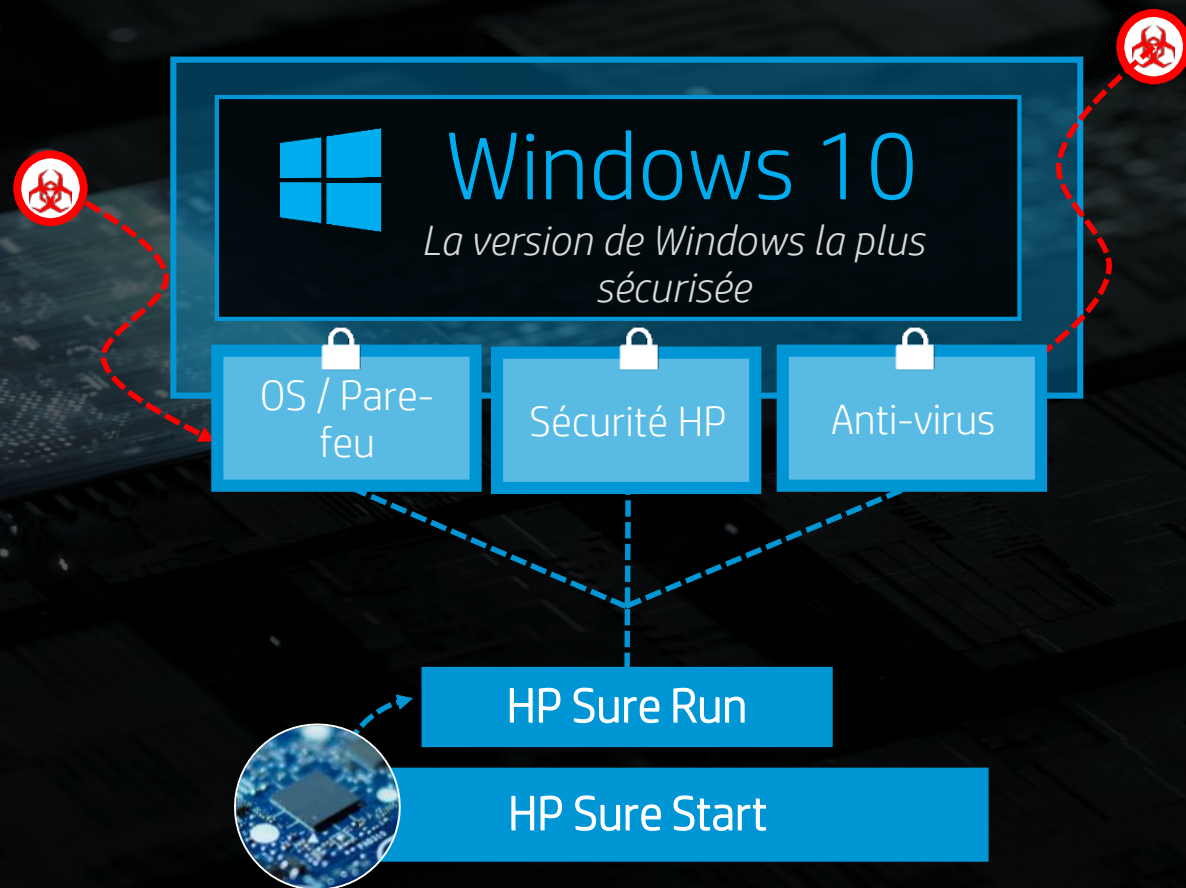 Windows 10
La version de Windows la plus
sécurisée
OS / Pare-
feu
Sécurité HP
Anti-virus
HP Sure Run
HP Sure Start